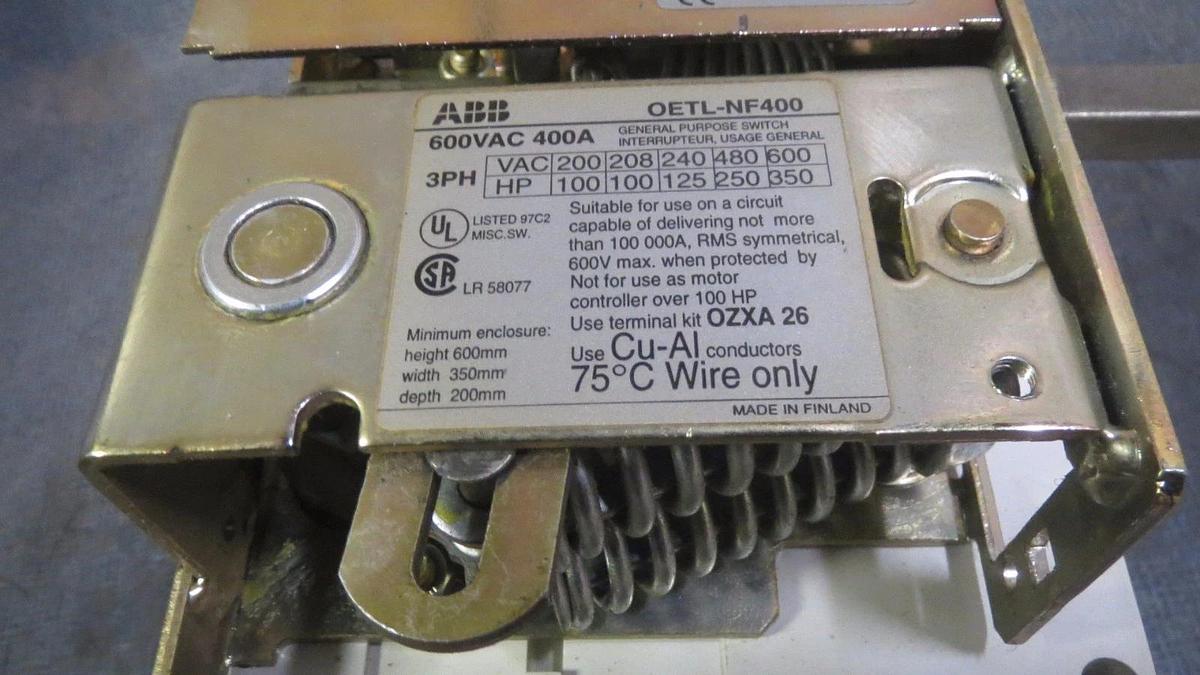 ABB OETL-NF400
600VAC 400A GENERAL PURPOSE SWITCH
INTERRUPTEUR, USAGE GENERAL
3PH VAC 200 208 240 480 600
HP 100 100 125 250 350
UL LISTED 97C2
MISC.SW.
SA LR 58077
Minimum enclosure:
height 600mm
width 350mm
depth 200mm
Suitable for use on a circuit
capable of delivering not more
than 100 000A, RMS symmetrical,
600V max. when protected by
Not for use as motor
controller over 100 HP
Use terminal kit OZXA 26
Use Cu-Al conductors
75°C Wire only
MADE IN FINLAND